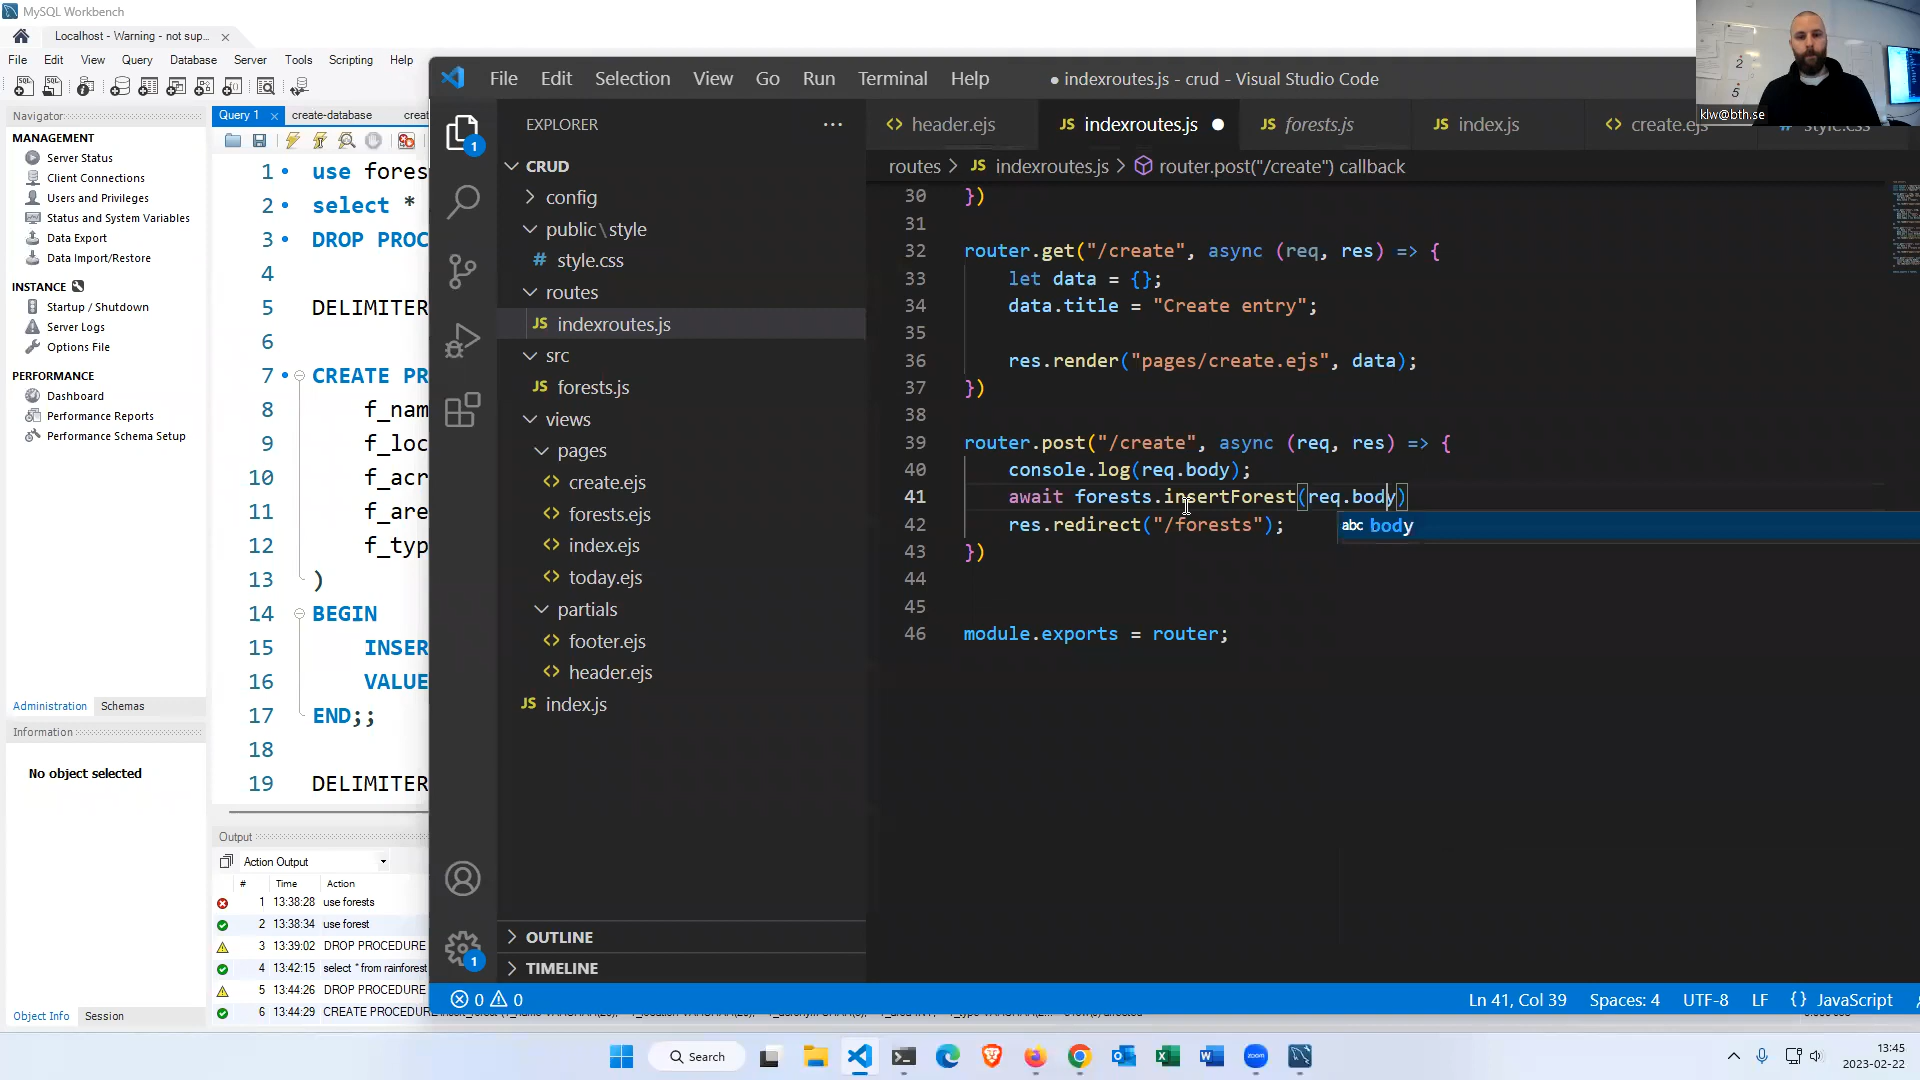 MySQL Workbench
Localhost - Warning - not sup...
File Edit View Query Database Server Tools Scripting Help
Navigator
MANAGEMENT
Server Status
Client Connections
Users and Privileges
Status and System Variables
Data Export
Data Import/Restore
INSTANCE
Startup / Shutdown
Server Logs
Options File
PERFORMANCE
Dashboard
Performance Reports
Performance Schema Setup
Administration Schemas
Information
No object selected
Object Info Session
Query 1 create-database
1 use fores
2 select *
3 DROP PROC
4
5 DELIMITER
6
7 CREATE PR
8 f_nam
9 f_loc
10 f_acr
11 f_are
12 f_typ
13 )
14 BEGIN
15 INSER
16 VALUE
17 END;;
18
19 DELIMITER
Output
Action Output
# Time Action
1 13:38:28 use forests
2 13:38:34 use forest
3 13:39:02 DROP PROCEDURE
4 13:42:15 select * from rainforest
5 13:44:26 DROP PROCEDURE
6 13:44:29 CREATE PROCEDURE
File Edit Selection View Go Run Terminal Help
● indexroutes.js - crud - Visual Studio Code
EXPLORER
CRUD
config
public\style
style.css
routes
JS indexroutes.js
src
JS forests.js
views
pages
create.ejs
forests.ejs
index.ejs
today.ejs
partials
footer.ejs
header.ejs
JS index.js
OUTLINE
TIMELINE
1
1
header.ejs JS indexroutes.js JS forests.js JS index.js create.ejs style.css
routes > JS indexroutes.js > router.post("/create") callback
30 })
31
32 router.get("/create", async (req, res) => {
33 let data = {};
34 data.title = "Create entry";
35
36 res.render("pages/create.ejs", data);
37 })
38
39 router.post("/create", async (req, res) => {
40 console.log(req.body);
41 await forests.insertForest(req.body)
42 res.redirect("/forests");
abc body
43 })
44
45
46 module.exports = router;
0 0
Ln 41, Col 39 Spaces: 4 UTF-8 LF {} JavaScript
klw@bth.se
2
5
Search
zoom
13:45
2023-02-22